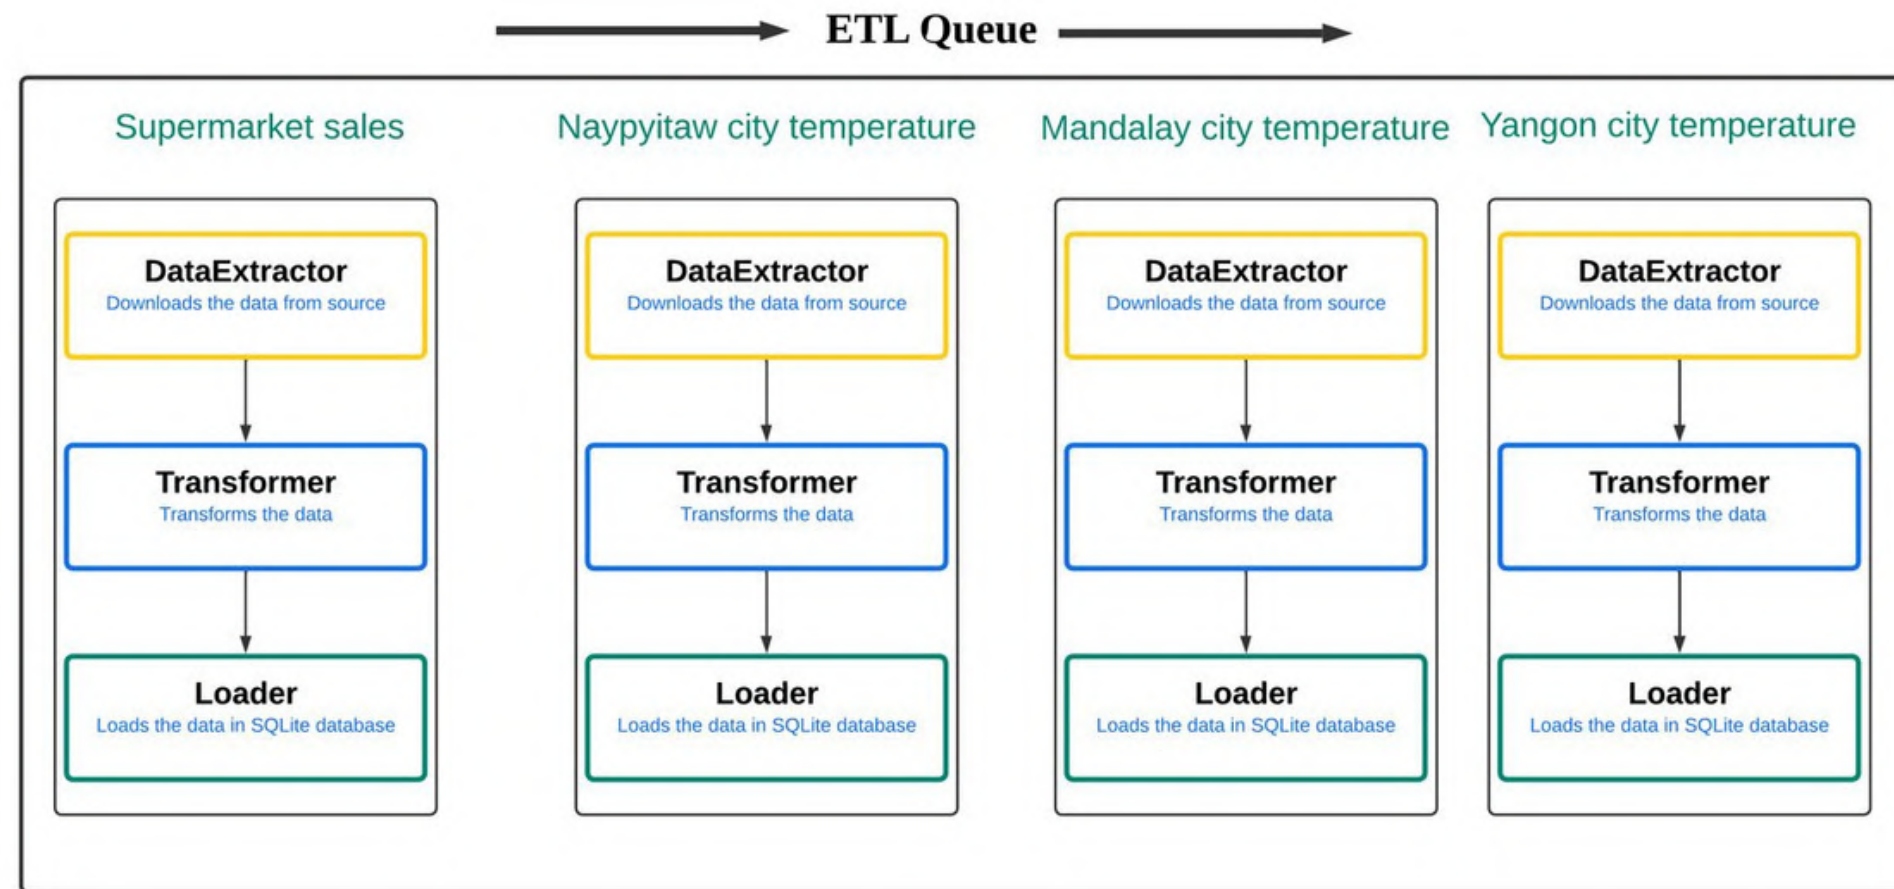 ETL Queue
Supermarket sales
Naypyitaw city temperature
Mandalay city temperature
Yangon city temperature
DataExtractor
Downloads the data from source
Transformer
Transforms the data
Loader
Loads the data in SQLite database
DataExtractor
Downloads the data from source
Transformer
Transforms the data
Loader
Loads the data in SQLite database
DataExtractor
Downloads the data from source
Transformer
Transforms the data
Loader
Loads the data in SQLite database
DataExtractor
Downloads the data from source
Transformer
Transforms the data
Loader
Loads the data in SQLite database